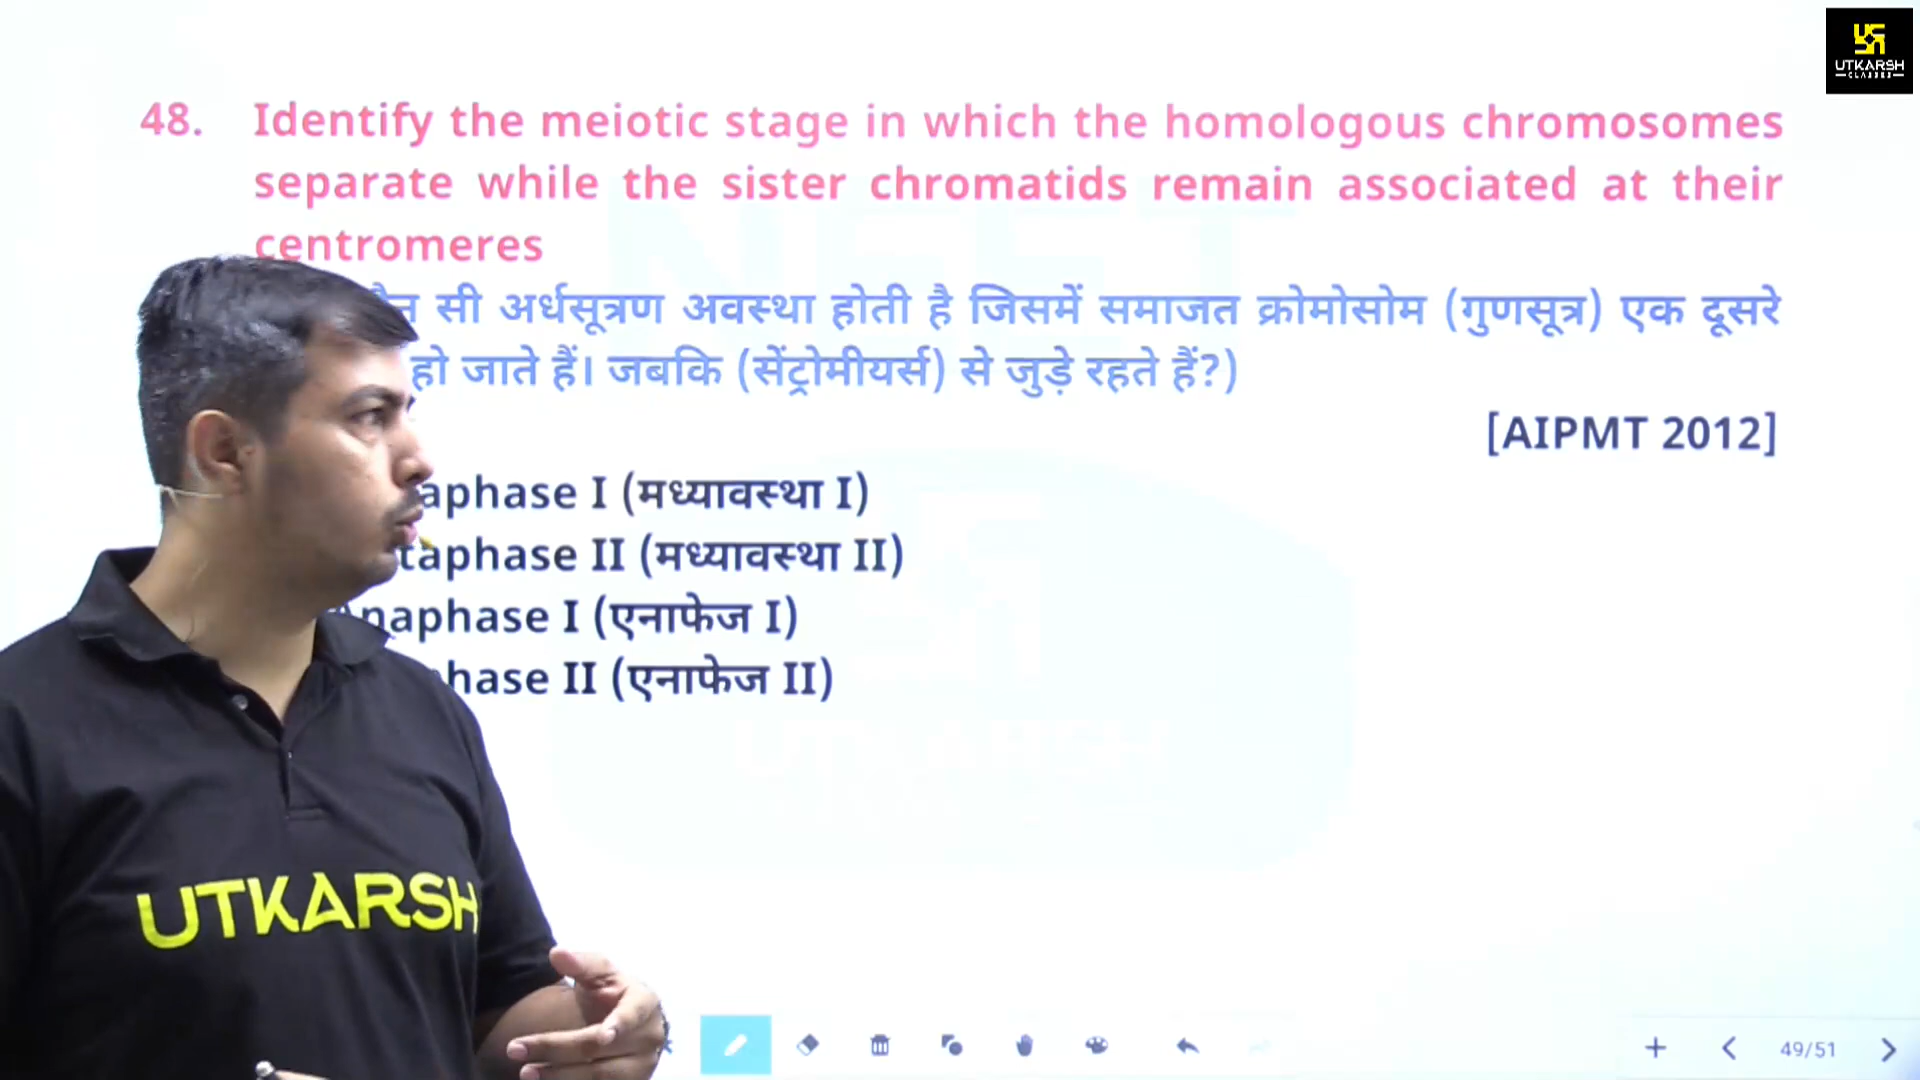 UTKARSH
CLASSES
48. Identify the meiotic stage in which the homologous chromosomes
separate while the sister chromatids remain associated at their
centromeres
सी अर्धसूत्रण अवस्था होती है जिसमें समाजत क्रोमोसोम (गुणसूत्र) एक दूसरे
हो जाते हैं। जबकि (सेंट्रोमीयर्स) से जुड़े रहते हैं?)
[AIPMT 2012]
aphase I (मध्यावस्था I)
taphase II (मध्यावस्था II)
Anaphase I (एनाफेज I)
hase II (एनाफेज II)
UTKARSH
49/51